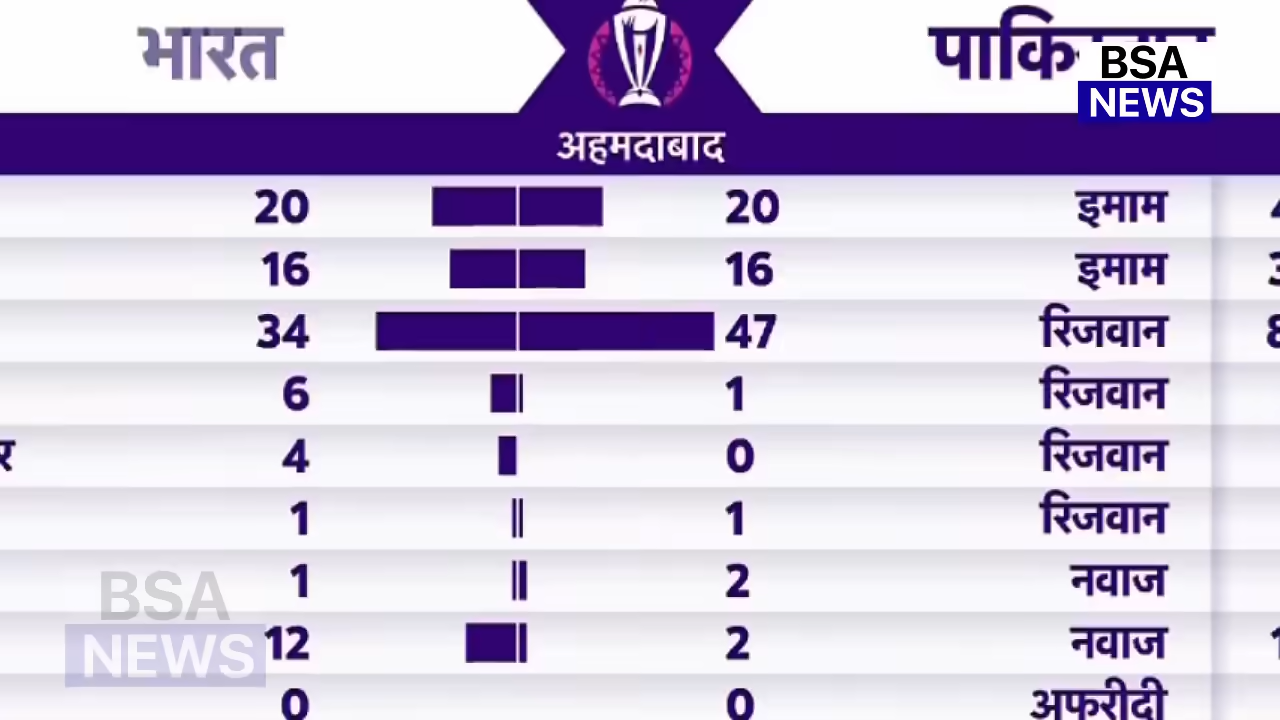 भारत
BSA
NEWS
अहमदाबाद
20 20 इमाम
16 16 इमाम
34 47 रिजवान
6 1 रिजवान
र 4 0 रिजवान
1 1 रिजवान
1 2 नवाज
12 2 नवाज
0 0 अफरीदी
BSA
NEWS